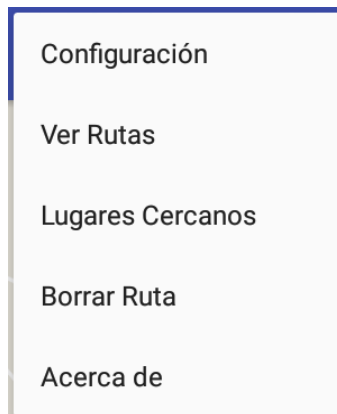 Configuración
Ver Rutas
Lugares Cercanos
Borrar Ruta
Acerca de